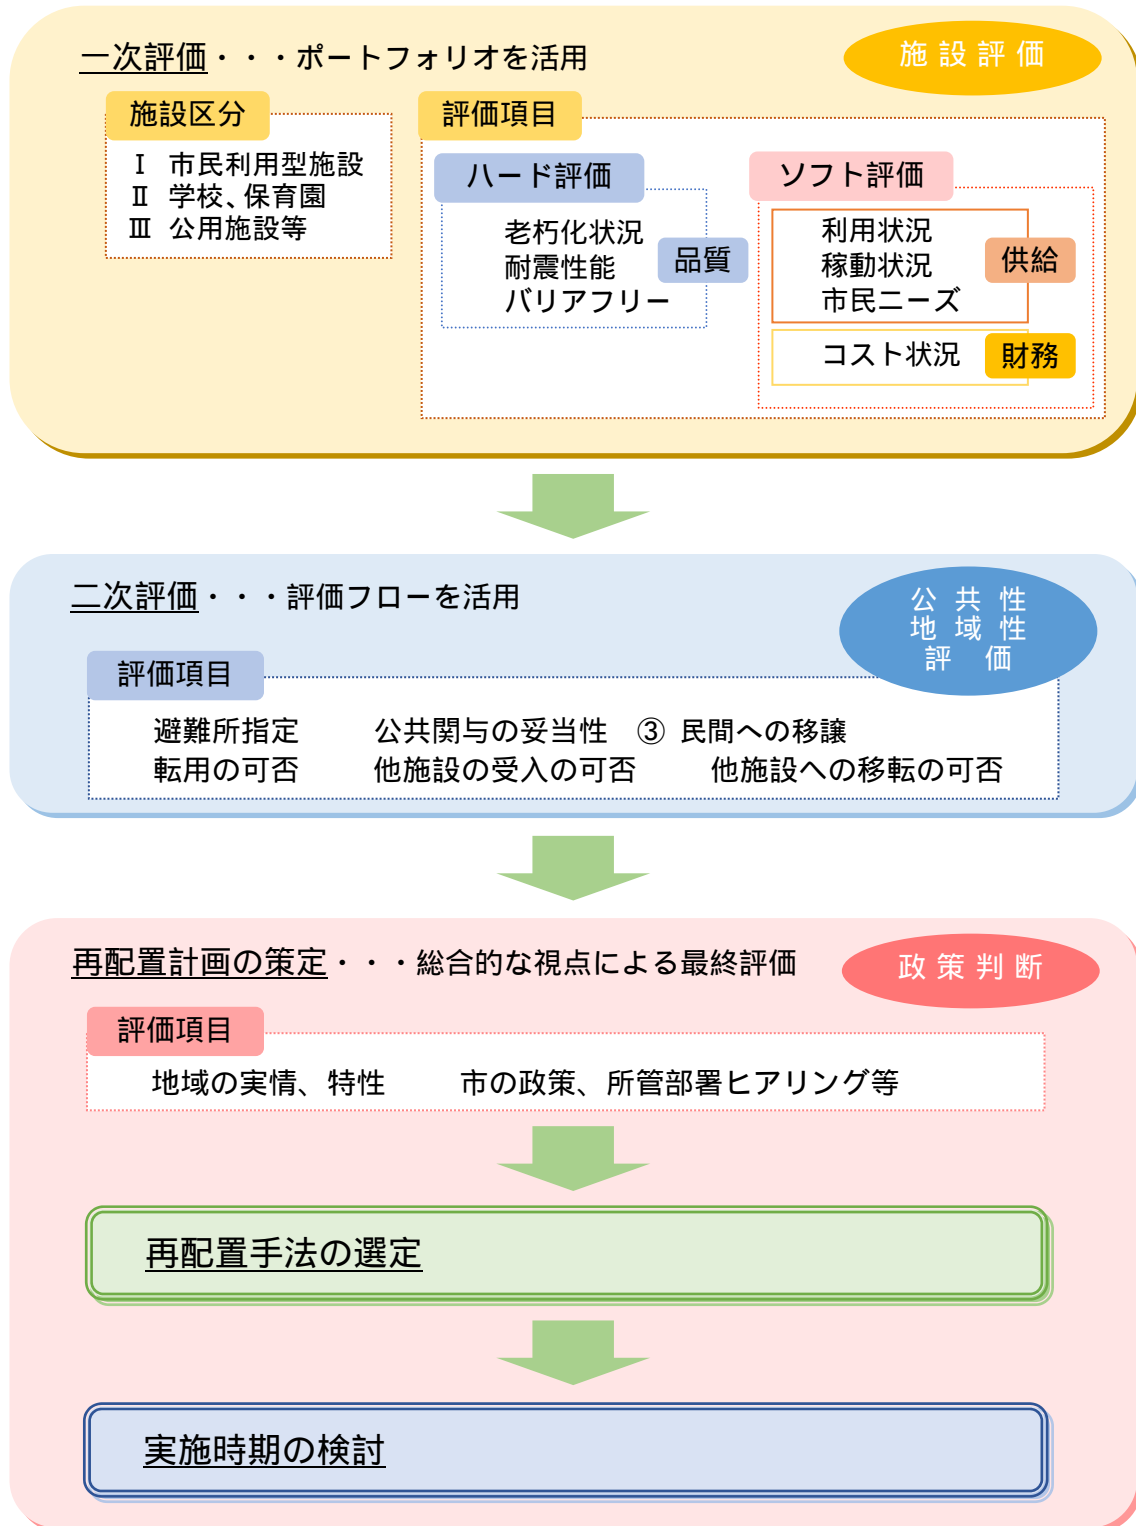 一次評価・・・ポートフォリオを活用
施設評価
施設区分
Ⅰ 市民利用型施設
Ⅱ 学校、保育園
Ⅲ 公用施設等
評価項目
ハード評価
老朽化状況
耐震性能
バリアフリー
品質
ソフト評価
利用状況
稼動状況
市民ニーズ
供給
コスト状況
財務
二次評価・・・評価フローを活用
公共性
地域性
評価
評価項目
避難所指定 公共関与の妥当性 ③ 民間への移譲
転用の可否 他施設の受入の可否 他施設への移転の可否
再配置計画の策定・・・総合的な視点による最終評価
政策判断
評価項目
地域の実情、特性 市の政策、所管部署ヒアリング等
再配置手法の選定
実施時期の検討